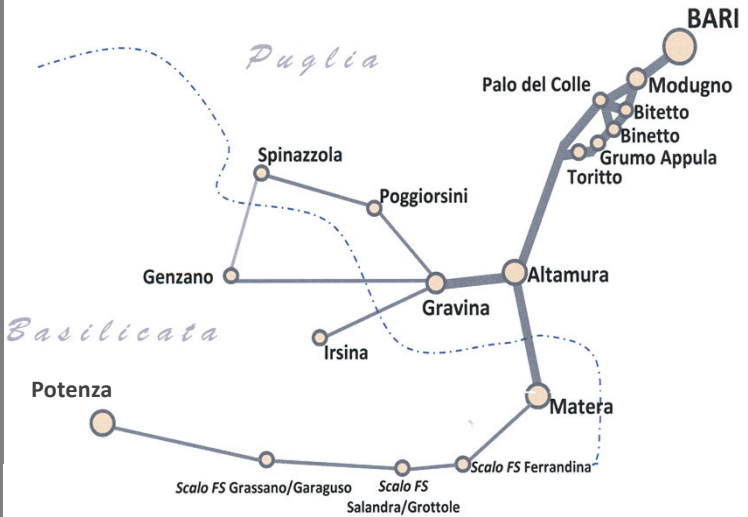 BARI
Puglia
Palo del Colle
Modugno
Bitetto
Binetto
Grumo Appula
Toritto
Spinazzola
Poggiorsini
Genzano
Altamura
Gravina
Basilicata
Irsina
Potenza
Matera
Scalo FS Ferrandina
Scalo FS Grassano/Garaguso
Scalo FS
Salandra/Grottole